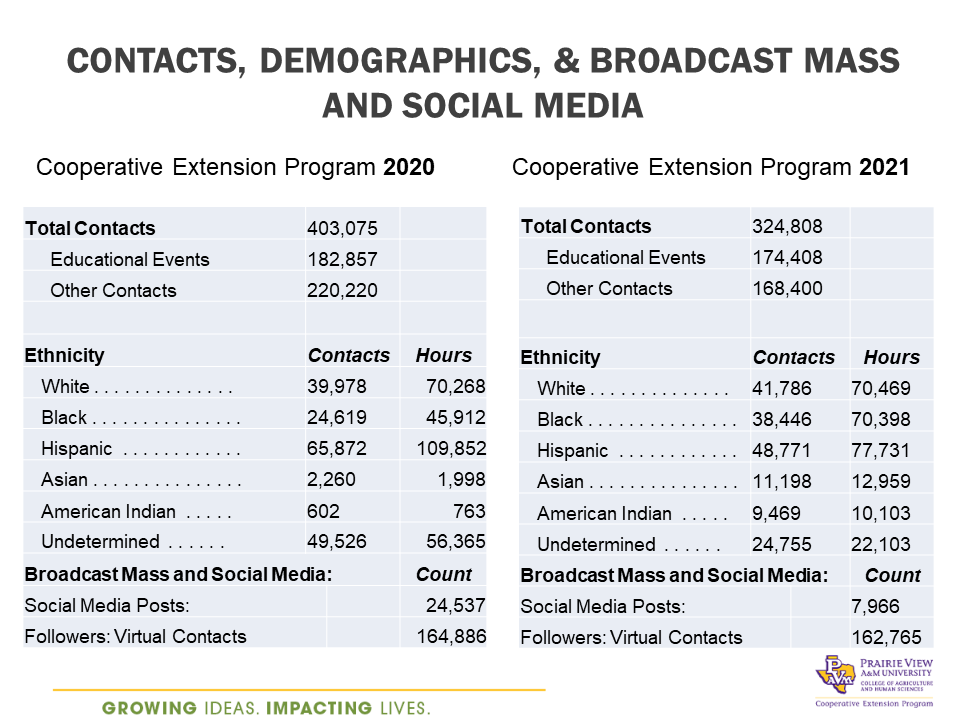 CONTACTS, DEMOGRAPHICS, & BROADCAST MASS
AND SOCIAL MEDIA
Cooperative Extension Program 2020
Total Contacts 403,075
Educational Events 182,857
Other Contacts 220,220
Ethnicity Contacts Hours
White . . . . . . . . . . . . . . 39,978 70,268
Black . . . . . . . . . . . . . . . 24,619 45,912
Hispanic . . . . . . . . . . . . 65,872 109,852
Asian . . . . . . . . . . . . . . . 2,260 1,998
American Indian . . . . . 602 763
Undetermined . . . . . . 49,526 56,365
Broadcast Mass and Social Media: Count
Social Media Posts: 24,537
Followers: Virtual Contacts 164,886
Cooperative Extension Program 2021
Total Contacts 324,808
Educational Events 174,408
Other Contacts 168,400
Ethnicity Contacts Hours
White . . . . . . . . . . . . . . 41,786 70,469
Black . . . . . . . . . . . . . . . 38,446 70,398
Hispanic . . . . . . . . . . . . 48,771 77,731
Asian . . . . . . . . . . . . . . . 11,198 12,959
American Indian . . . . . 9,469 10,103
Undetermined . . . . . . 24,755 22,103
Broadcast Mass and Social Media: Count
Social Media Posts: 7,966
Followers: Virtual Contacts 162,765
GROWING IDEAS. IMPACTING LIVES.
PVAM
PRAIRIE VIEW
A&M UNIVERSITY
COLLEGE OF AGRICULTURE
AND HUMAN SCIENCES
Cooperative Extension Program